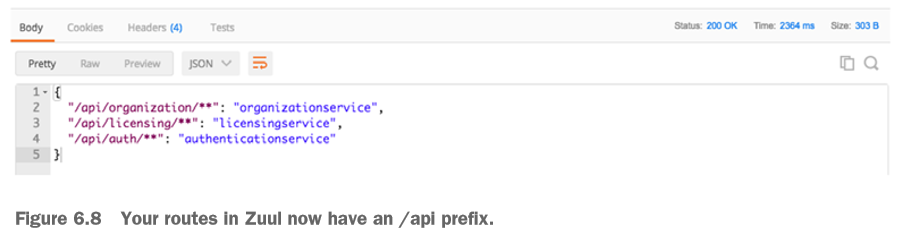 Body Cookies Headers (4) Tests Status: 200 OK Time: 2364 ms Size: 303 B
Pretty Raw Preview JSON
1 {
2 "/api/organization/**": "organizationservice",
3 "/api/licensing/**": "licensingservice",
4 "/api/auth/**": "authenticationservice"
5 }
Figure 6.8 Your routes in Zuul now have an /api prefix.